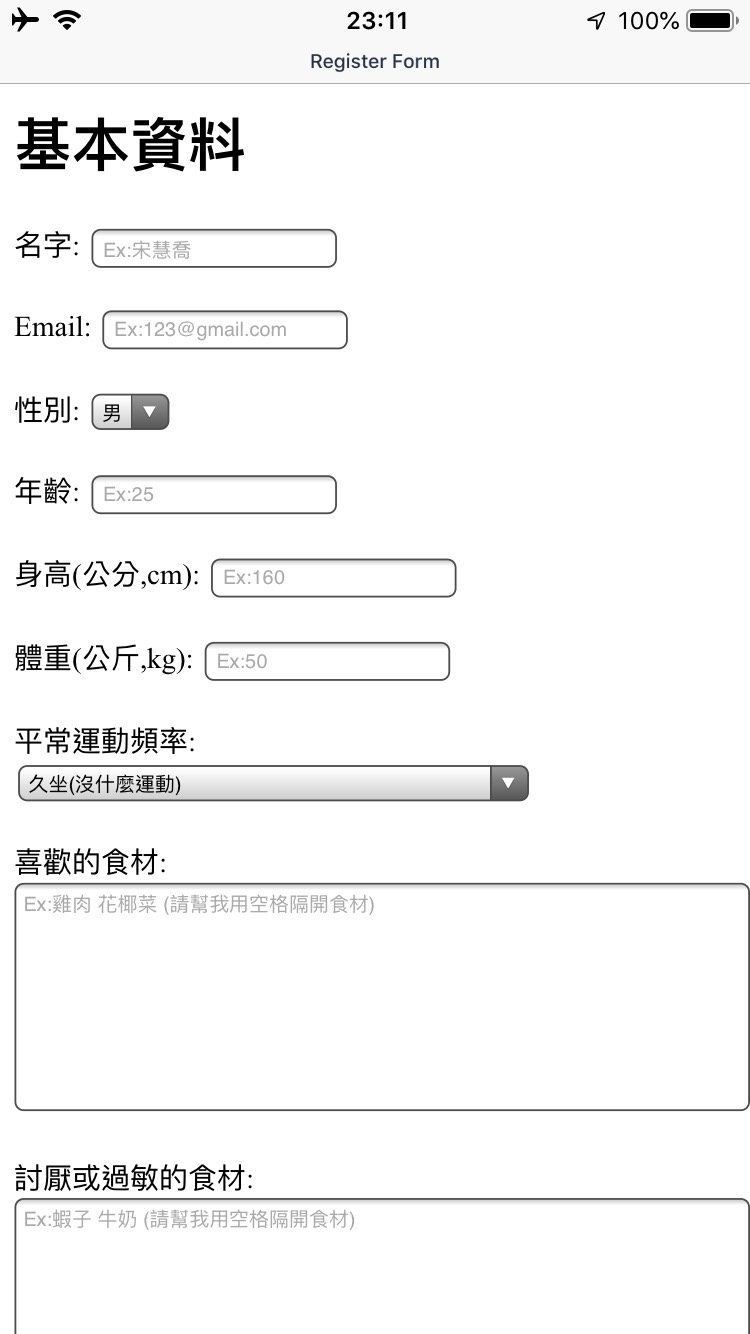 23:11
100%
Register Form
基本資料
名字: Ex:宋慧喬
Email: Ex:123@gmail.com
性別: 男
年齡: Ex:25
身高(公分,cm): Ex:160
體重(公斤,kg): Ex:50
平常運動頻率:
久坐(沒什麼運動)
喜歡的食材:
Ex:雞肉 花椰菜 (請幫我用空格隔開食材)
討厭或過敏的食材:
Ex:蝦子 牛奶 (請幫我用空格隔開食材)